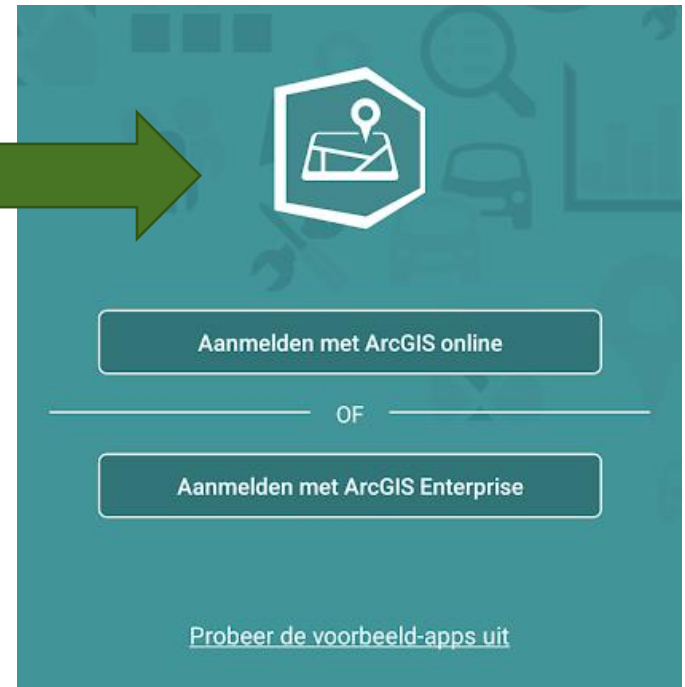 Aanmelden met ArcGIS online
OF
Aanmelden met ArcGIS Enterprise
Probeer de voorbeeld-apps uit